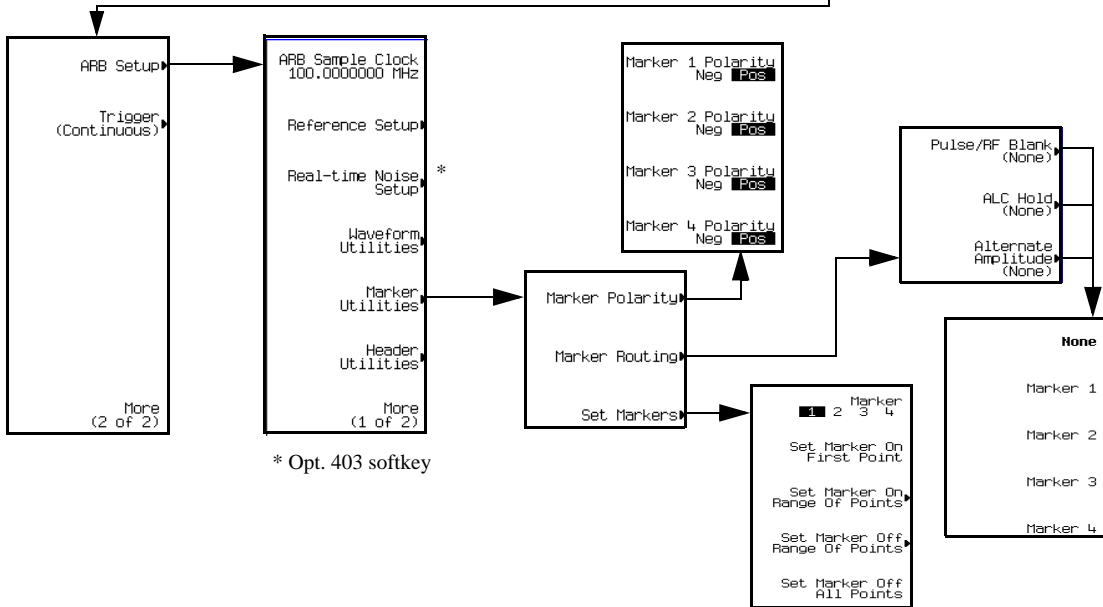 ARB Setup
Trigger
(Continuous)
More
(2 of 2)
ARB Sample Clock
100.0000000 MHz
Reference Setup
Real-time Noise
Setup
*
Waveform
Utilities
Marker
Utilities
Header
Utilities
More
(1 of 2)
* Opt. 403 softkey
Marker Polarity
Marker Routing
Set Markers
Marker 1 Polarity
Neg Pos
Marker 2 Polarity
Neg Pos
Marker 3 Polarity
Neg Pos
Marker 4 Polarity
Neg Pos
Marker
1 2 3 4
Set Marker On
First Point
Set Marker On
Range Of Points
Set Marker Off
Range Of Points
Set Marker Off
All Points
Pulse/RF Blank
(None)
ALC Hold
(None)
Alternate
Amplitude
(None)
None
Marker 1
Marker 2
Marker 3
Marker 4